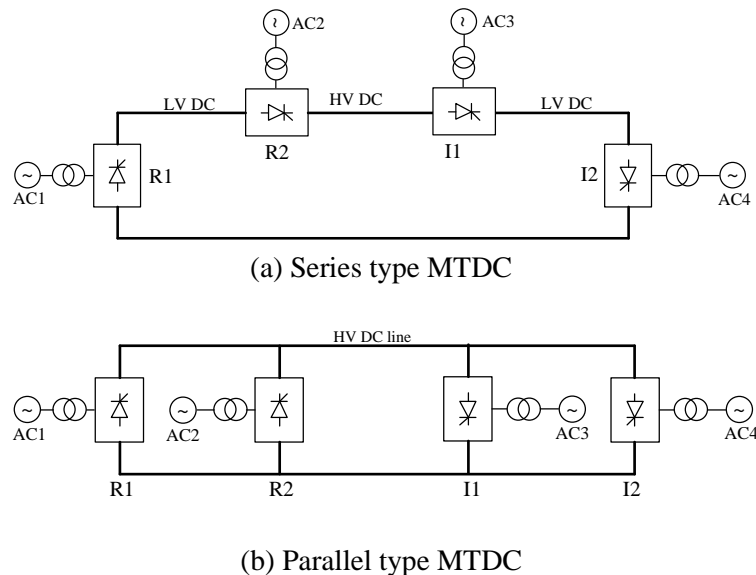 AC2
AC3
LV DC
HV DC
LV DC
R2
I1
R1
I2
AC1
AC4
(a) Series type MTDC
HV DC line
AC1
AC2
AC3
AC4
R1
R2
I1
I2
(b) Parallel type MTDC